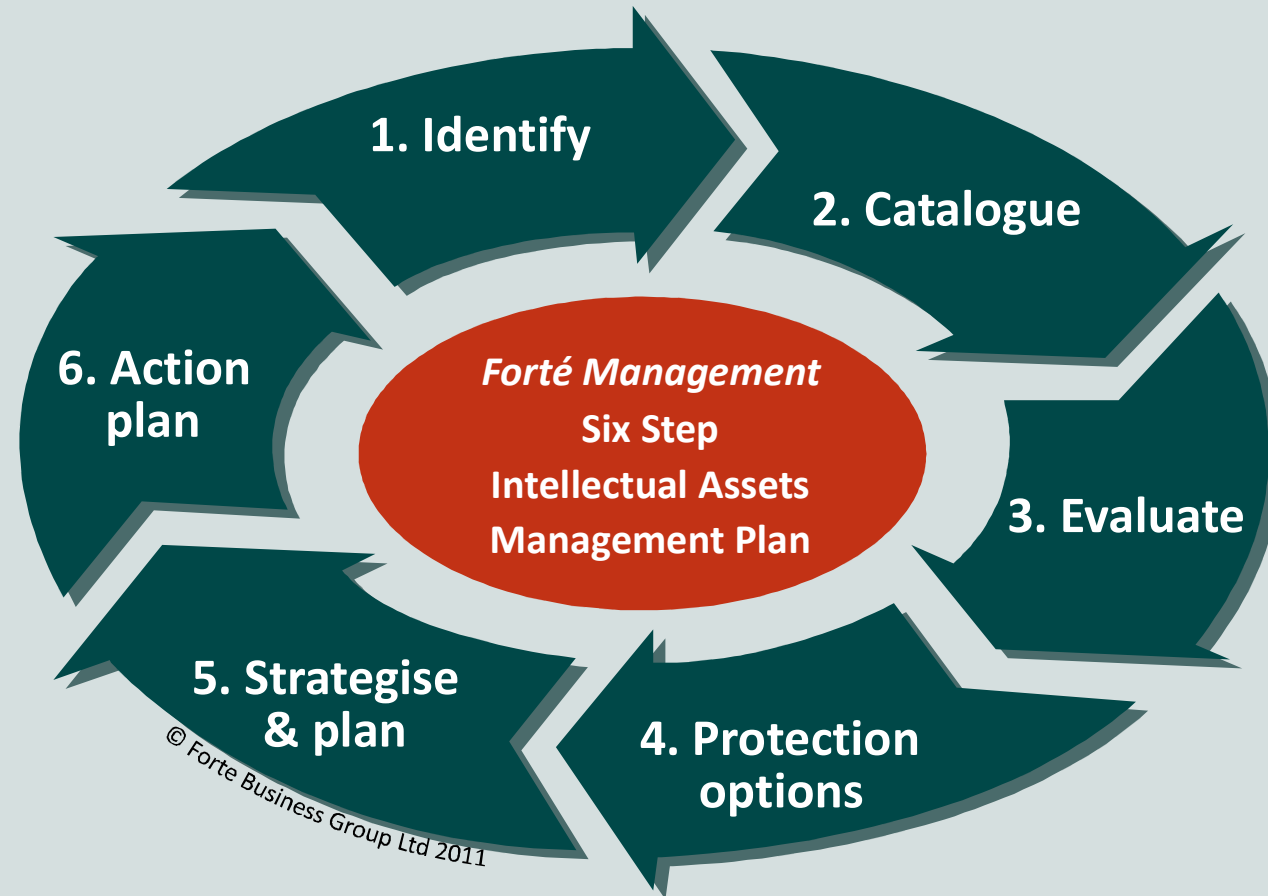 1. Identify
2. Catalogue
3. Evaluate
4. Protection
options
5. Strategise
& plan
6. Action
plan
Forté Management
Six Step
Intellectual Assets
Management Plan
© Forte Business Group Ltd 2011